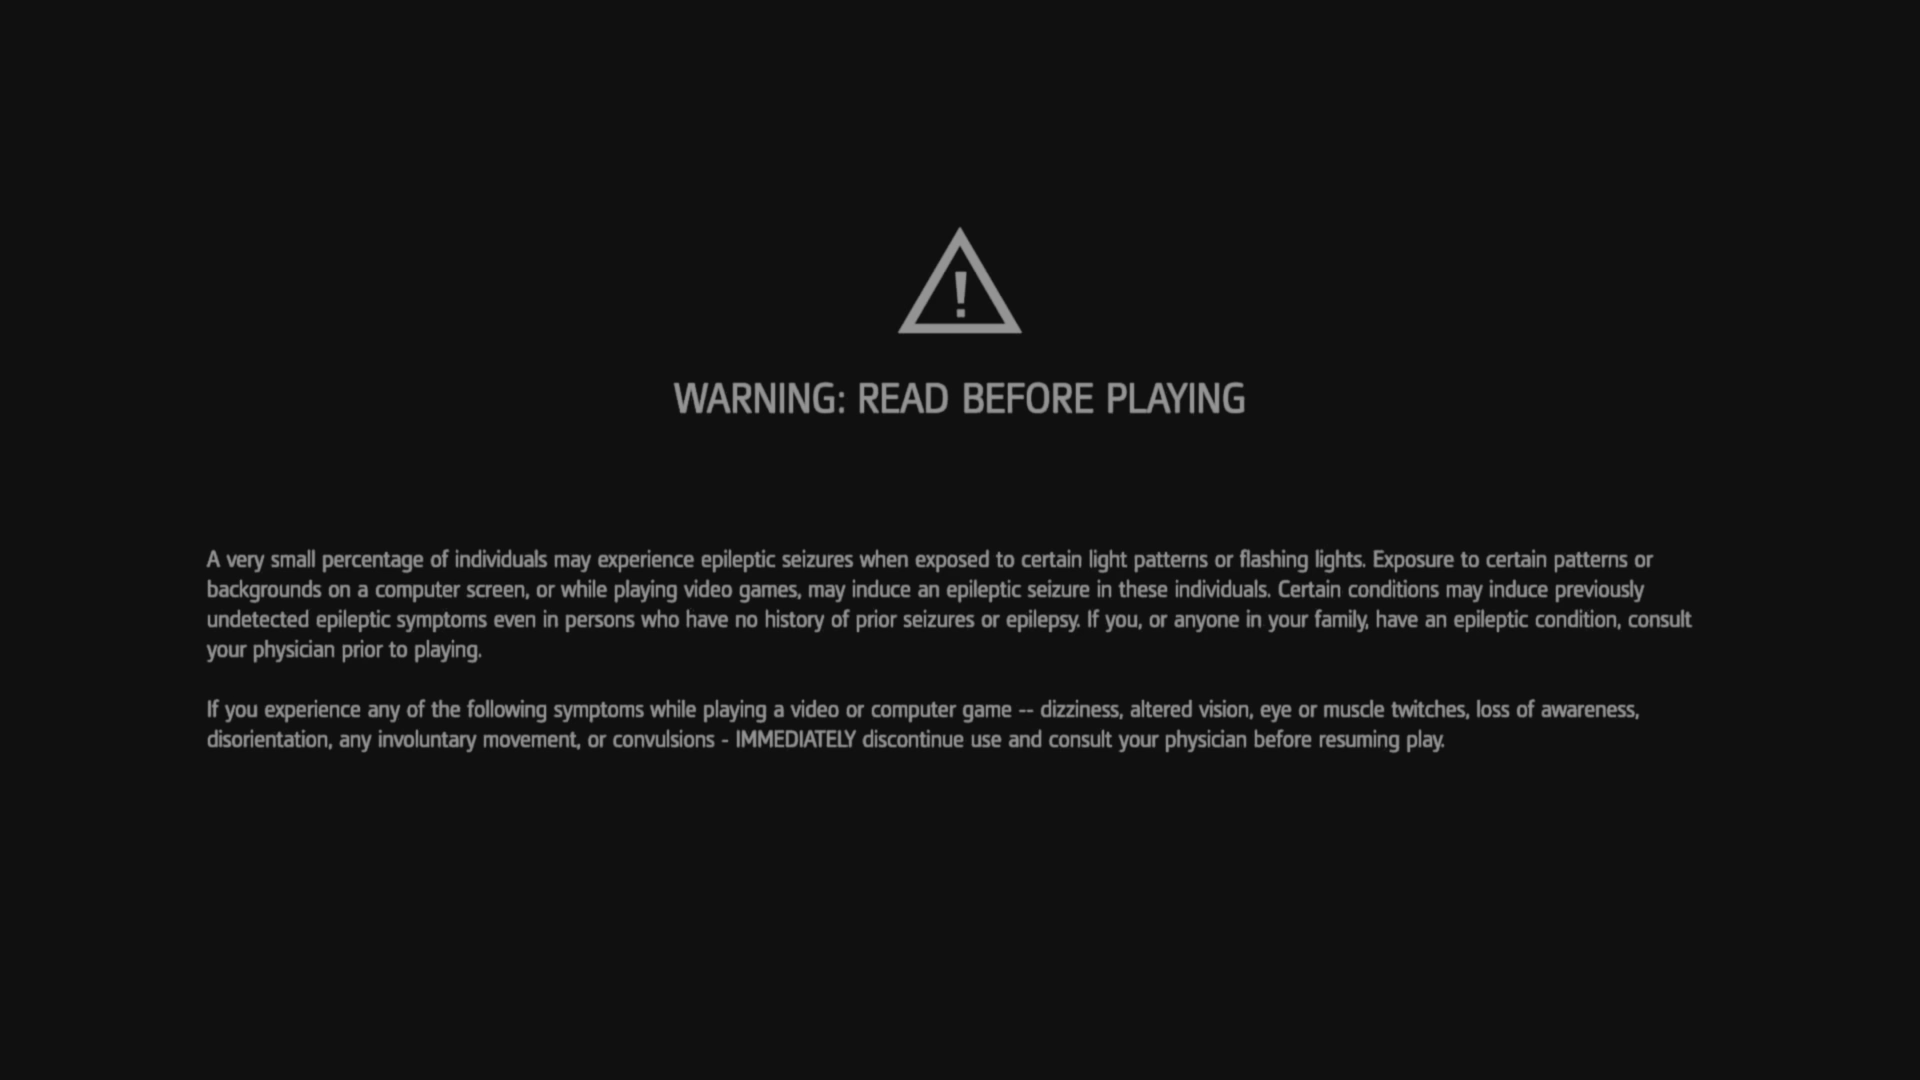 WARNING: READ BEFORE PLAYING
A very small percentage of individuals may experience epileptic seizures when exposed to certain light patterns or flashing lights. Exposure to certain patterns or
backgrounds on a computer screen, or while playing video games, may induce an epileptic seizure in these individuals. Certain conditions may induce previously
undetected epileptic symptoms even in persons who have no history of prior seizures or epilepsy. If you, or anyone in your family, have an epileptic condition, consult
your physician prior to playing.
If you experience any of the following symptoms while playing a video or computer game -- dizziness, altered vision, eye or muscle twitches, loss of awareness,
disorientation, any involuntary movement, or convulsions - IMMEDIATELY discontinue use and consult your physician before resuming play.